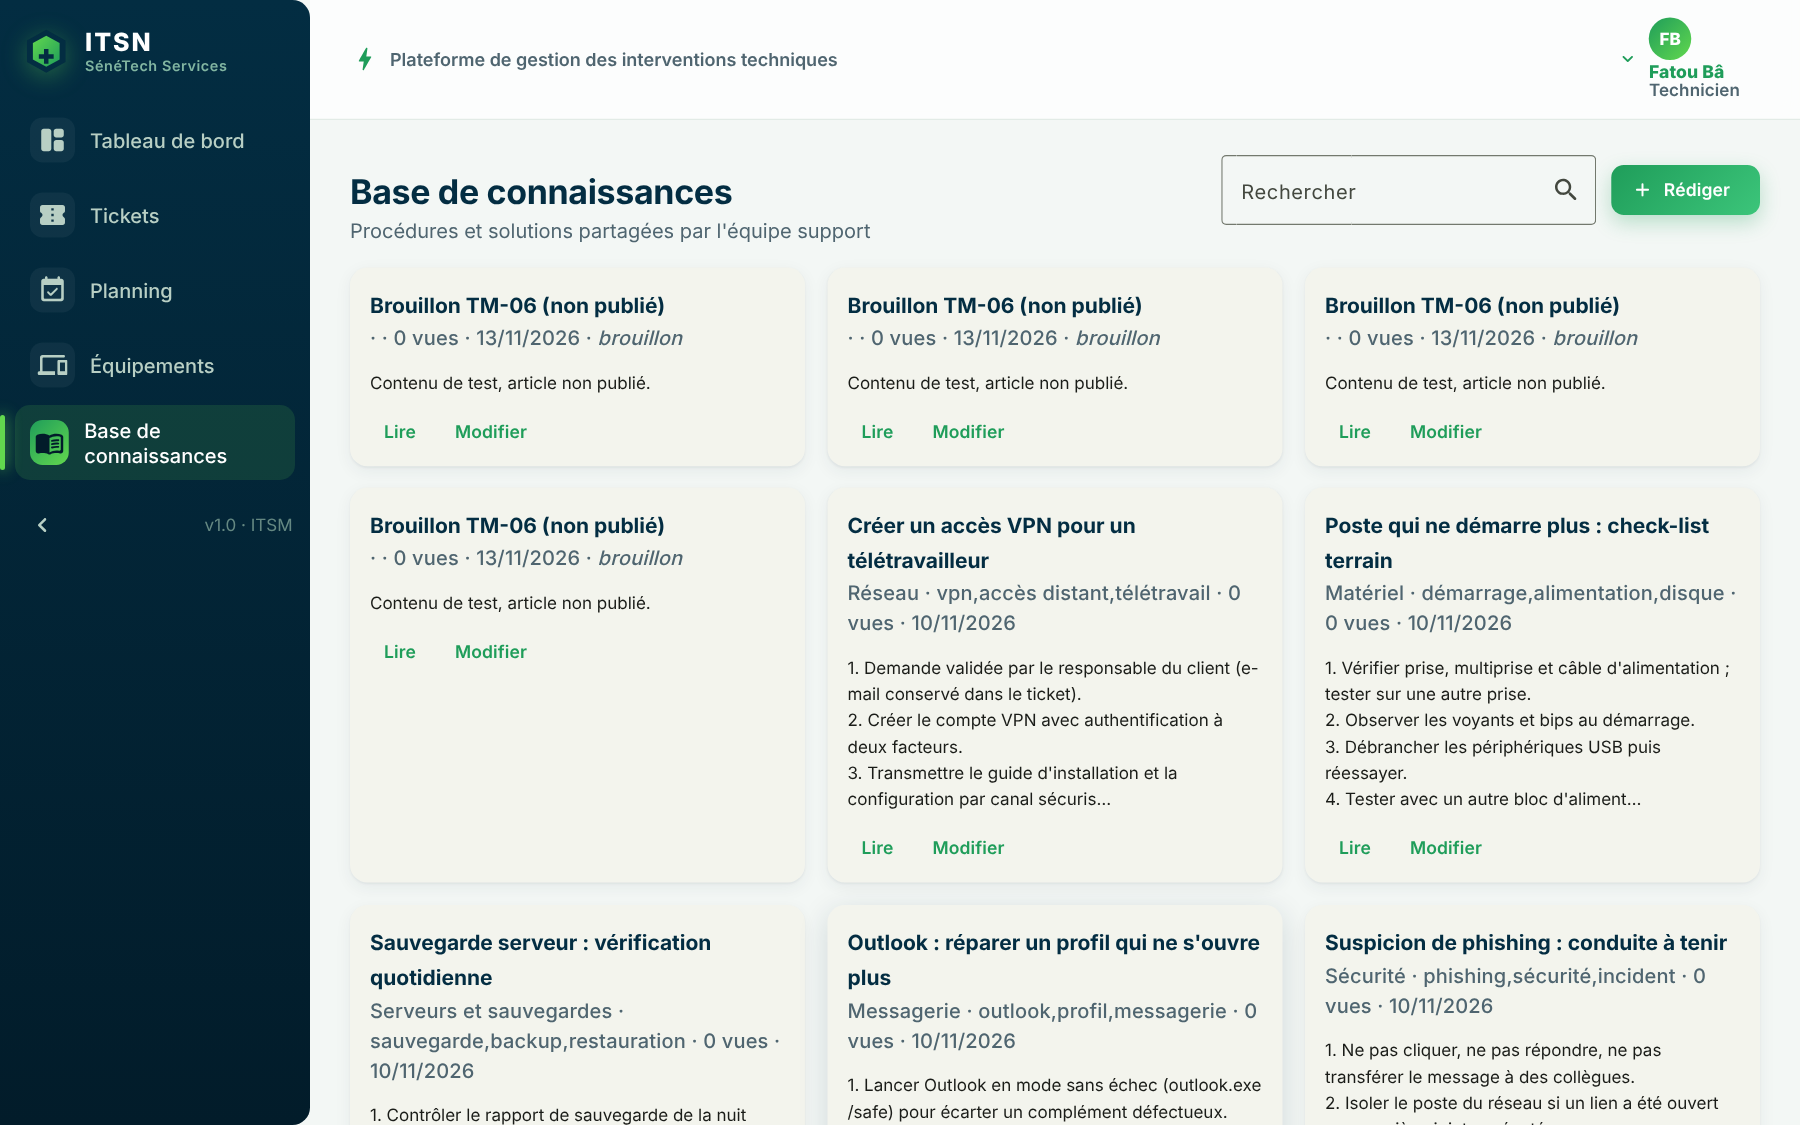 ITSN
SénéTech Services
Tableau de bord
Tickets
Planning
Équipements
Base de
connaissances
v1.0 · ITSM
Plateforme de gestion des interventions techniques
FB
Fatou Bâ
Technicien
Base de connaissances
Procédures et solutions partagées par l'équipe support
Rechercher
Rédiger
Brouillon TM-06 (non publié)
· · 0 vues · 13/11/2026 · brouillon
Contenu de test, article non publié.
Lire Modifier
Brouillon TM-06 (non publié)
· · 0 vues · 13/11/2026 · brouillon
Contenu de test, article non publié.
Lire Modifier
Brouillon TM-06 (non publié)
· · 0 vues · 13/11/2026 · brouillon
Contenu de test, article non publié.
Lire Modifier
Brouillon TM-06 (non publié)
· · 0 vues · 13/11/2026 · brouillon
Contenu de test, article non publié.
Lire Modifier
Créer un accès VPN pour un
télétravailleur
Réseau · vpn,accès distant,télétravail · 0
vues · 10/11/2026
1. Demande validée par le responsable du client (e-
mail conservé dans le ticket).
2. Créer le compte VPN avec authentification à
deux facteurs.
3. Transmettre le guide d'installation et la
configuration par canal sécuris...
Lire Modifier
Poste qui ne démarre plus : check-list
terrain
Matériel · démarrage,alimentation,disque ·
0 vues · 10/11/2026
1. Vérifier prise, multiprise et câble d'alimentation ;
tester sur une autre prise.
2. Observer les voyants et bips au démarrage.
3. Débrancher les périphériques USB puis
réessayer.
4. Tester avec un autre bloc d'aliment...
Lire Modifier
Sauvegarde serveur : vérification
quotidienne
Serveurs et sauvegardes ·
sauvegarde,backup,restauration · 0 vues ·
10/11/2026
1. Contrôler le rapport de sauvegarde de la nuit
Outlook : réparer un profil qui ne s'ouvre
plus
Messagerie · outlook,profil,messagerie · 0
vues · 10/11/2026
1. Lancer Outlook en mode sans échec (outlook.exe
/safe) pour écarter un complément défectueux.
Suspicion de phishing : conduite à tenir
Sécurité · phishing,sécurité,incident · 0
vues · 10/11/2026
1. Ne pas cliquer, ne pas répondre, ne pas
transférer le message à des collègues.
2. Isoler le poste du réseau si un lien a été ouvert